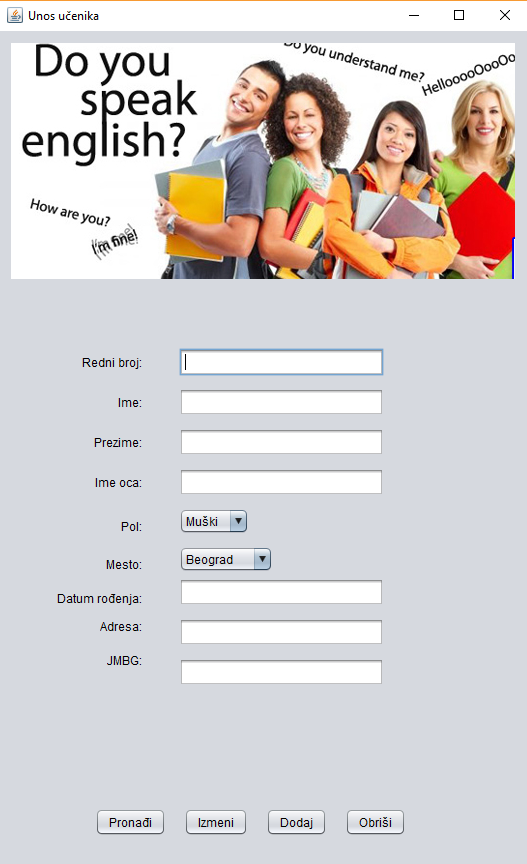 Unos učenika
Do you
speak
english?
Do you understand me?
HellooooOooOo
How are you?
I'm fine!
Redni broj:
Ime:
Prezime:
Ime oca:
Pol:
Muški
Mesto:
Beograd
Datum rođenja:
Adresa:
JMBG:
Pronađi
Izmeni
Dodaj
Obriši